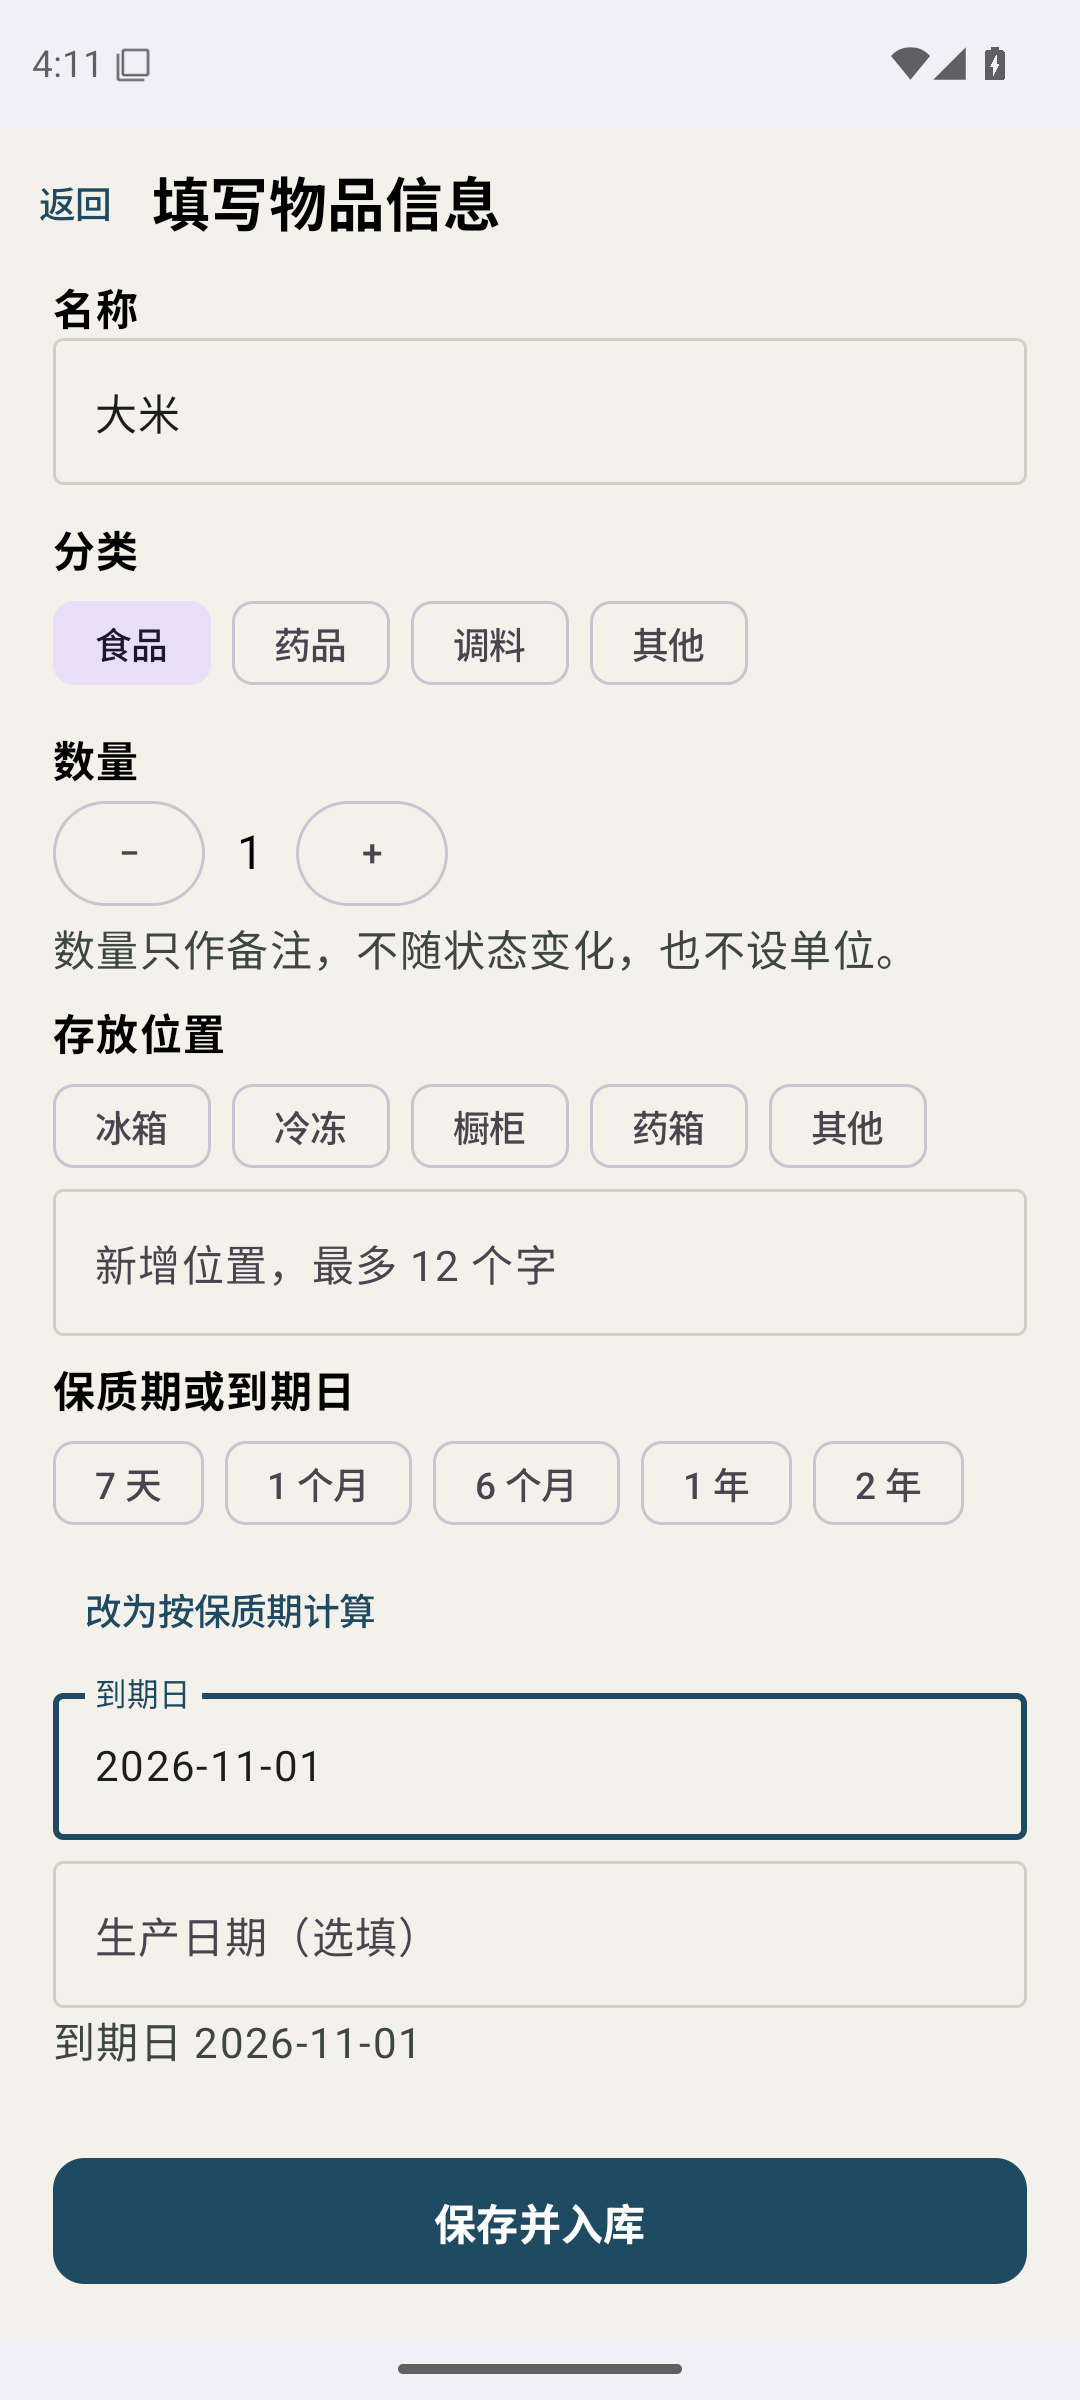 4:11
返回 填写物品信息
名称
大米
分类
食品 药品 调料 其他
数量
− 1 +
数量只作备注，不随状态变化，也不设单位。
存放位置
冰箱 冷冻 橱柜 药箱 其他
新增位置，最多 12 个字
保质期或到期日
7 天 1 个月 6 个月 1 年 2 年
改为按保质期计算
到期日
2026-11-01
生产日期（选填）
到期日 2026-11-01
保存并入库